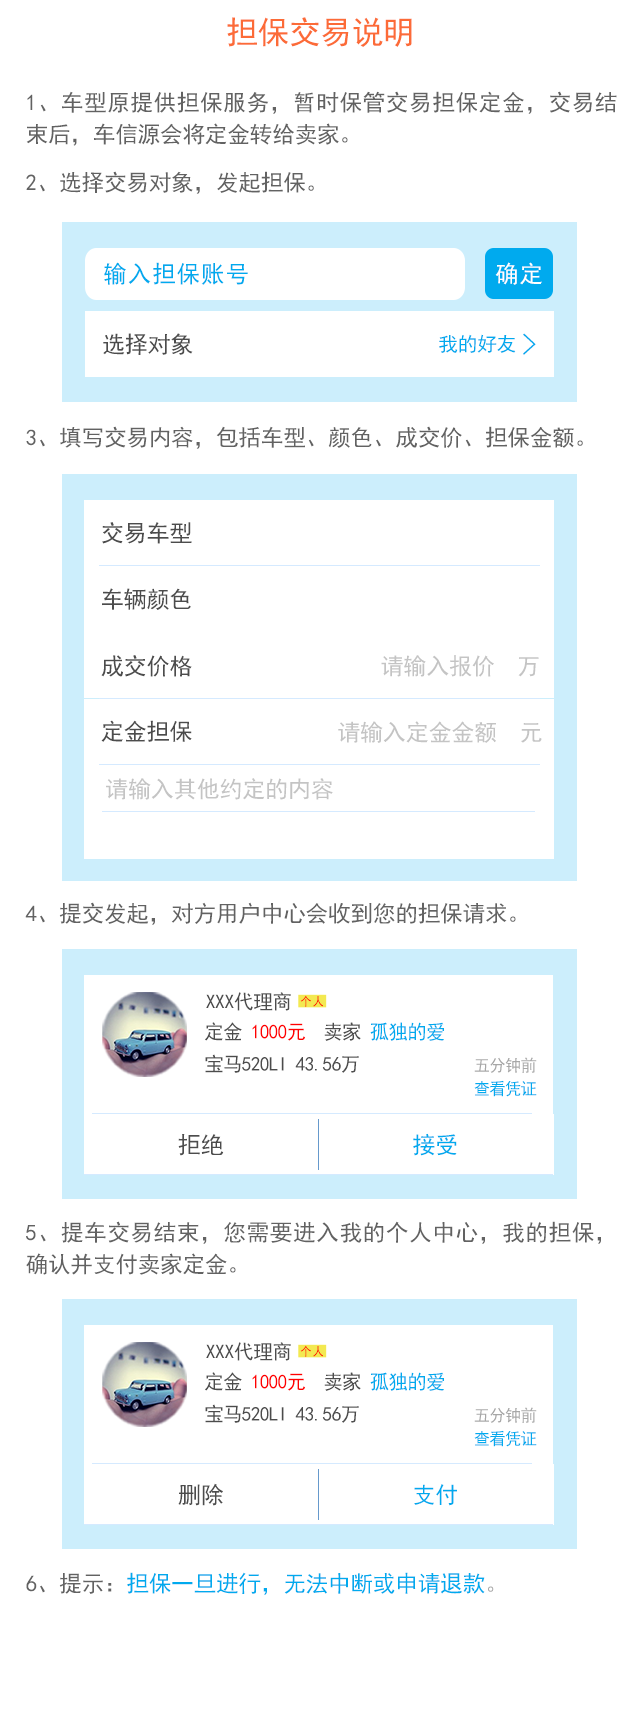 担保交易说明
1、车型原提供担保服务，暂时保管交易担保定金，交易结
束后，车信源会将定金转给卖家。
2、选择交易对象，发起担保。
输入担保账号 确定
选择对象 我的好友
3、填写交易内容，包括车型、颜色、成交价、担保金额。
交易车型
车辆颜色
成交价格 请输入报价 万
定金担保 请输入定金金额 元
请输入其他约定的内容
4、提交发起，对方用户中心会收到您的担保请求。
XXX代理商 个人
定金 1000元 卖家 孤独的爱
宝马520LI 43.56万 五分钟前
查看凭证
拒绝 接受
5、提车交易结束，您需要进入我的个人中心，我的担保，
确认并支付卖家定金。
XXX代理商 个人
定金 1000元 卖家 孤独的爱
宝马520LI 43.56万 五分钟前
查看凭证
删除 支付
6、提示：担保一旦进行，无法中断或申请退款。